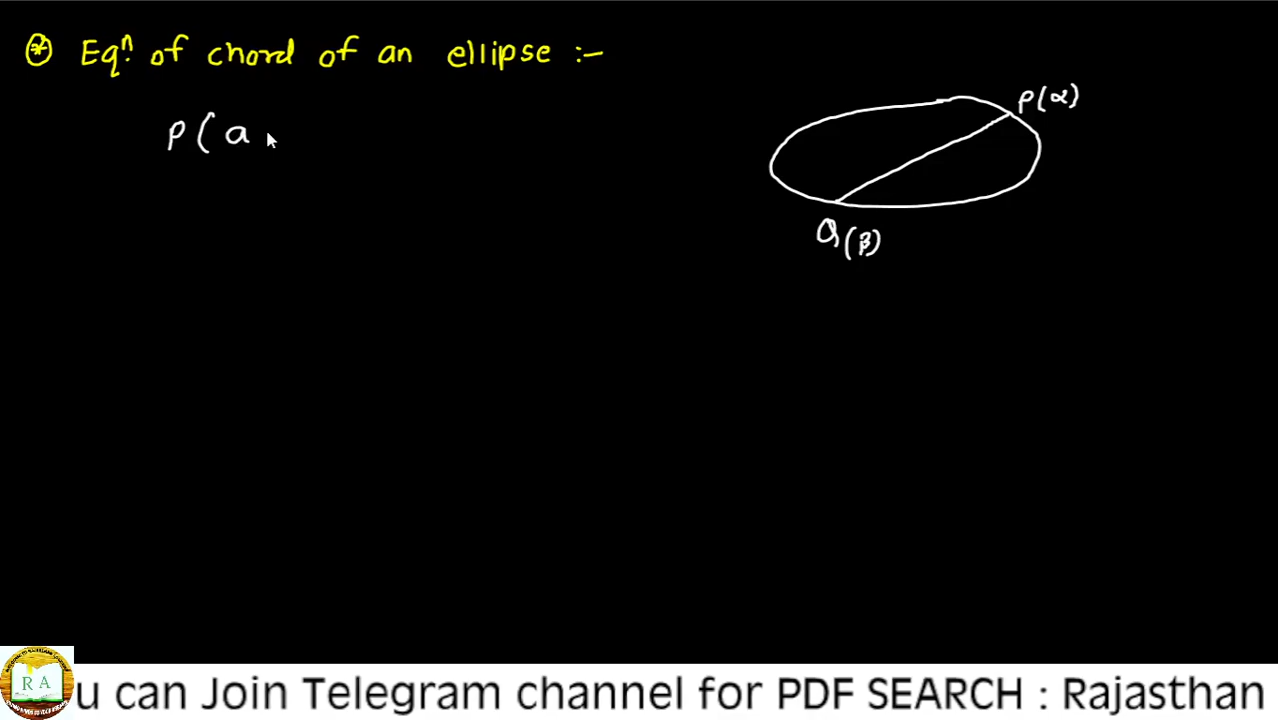 * Eqⁿ. of chord of an ellipse :-
P(α)
P(a
Q(β)
RA
u can Join Telegram channel for PDF SEARCH : Rajasthan